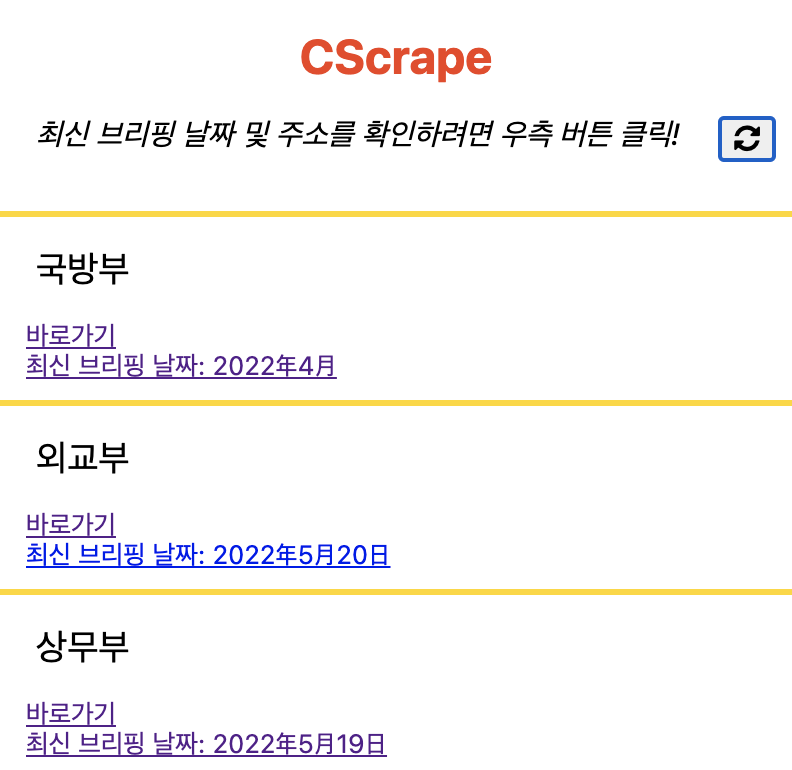 CScrape
최신 브리핑 날짜 및 주소를 확인하려면 우측 버튼 클릭!
국방부
바로가기
최신 브리핑 날짜: 2022年4月
외교부
바로가기
최신 브리핑 날짜: 2022年5月20日
상무부
바로가기
최신 브리핑 날짜: 2022年5月19日